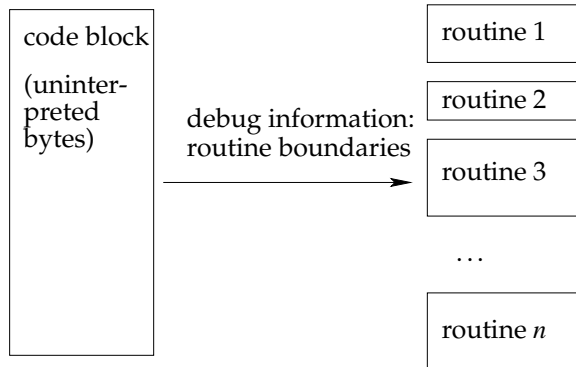 code block
(uninter-
preted
bytes)
debug information:
routine boundaries
routine 1
routine 2
routine 3
...
routine n